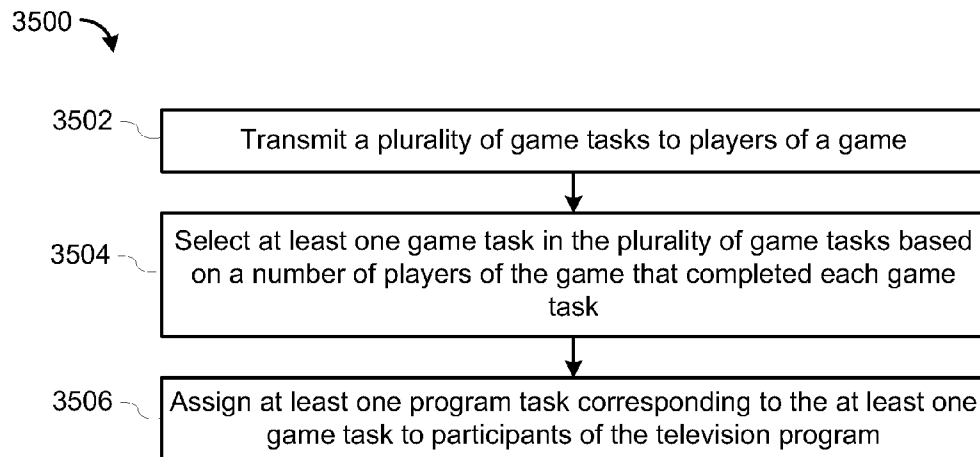 3500
3502
Transmit a plurality of game tasks to players of a game
3504
Select at least one game task in the plurality of game tasks based
on a number of players of the game that completed each game
task
3506
Assign at least one program task corresponding to the at least one
game task to participants of the television program